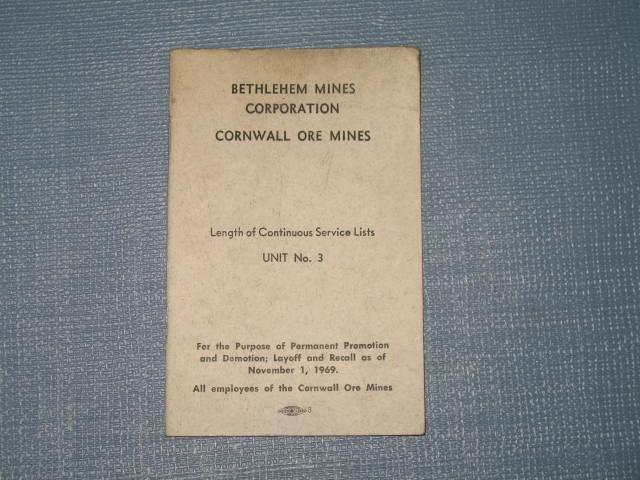 BETHLEHEM MINES
CORPORATION
CORNWALL ORE MINES
Length of Continuous Service Lists
UNIT No. 3
For the Purpose of Permanent Promotion
and Demotion; Layoff and Recall as of
November 1, 1969.
All employees of the Cornwall Ore Mines
3